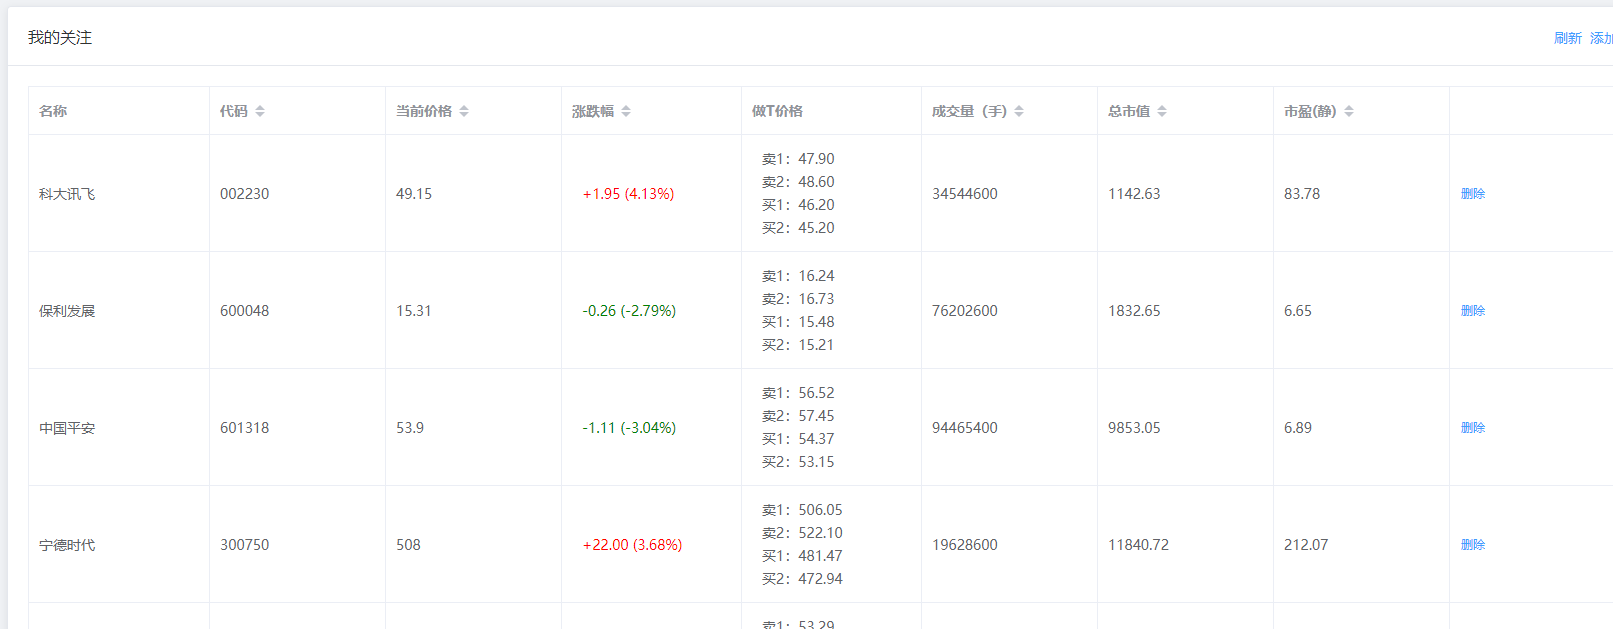 我的关注
刷新 添加
名称 代码 当前价格 涨跌幅 做T价格 成交量（手） 总市值 市盈(静)
科大讯飞 002230 49.15 +1.95 (4.13%) 卖1：47.90 34544600 1142.63 83.78 删除
卖2：48.60
买1：46.20
买2：45.20
保利发展 600048 15.31 -0.26 (-2.79%) 卖1：16.24 76202600 1832.65 6.65 删除
卖2：16.73
买1：15.48
买2：15.21
中国平安 601318 53.9 -1.11 (-3.04%) 卖1：56.52 94465400 9853.05 6.89 删除
卖2：57.45
买1：54.37
买2：53.15
宁德时代 300750 508 +22.00 (3.68%) 卖1：506.05 19628600 11840.72 212.07 删除
卖2：522.10
买1：481.47
买2：472.94
卖1：53.29